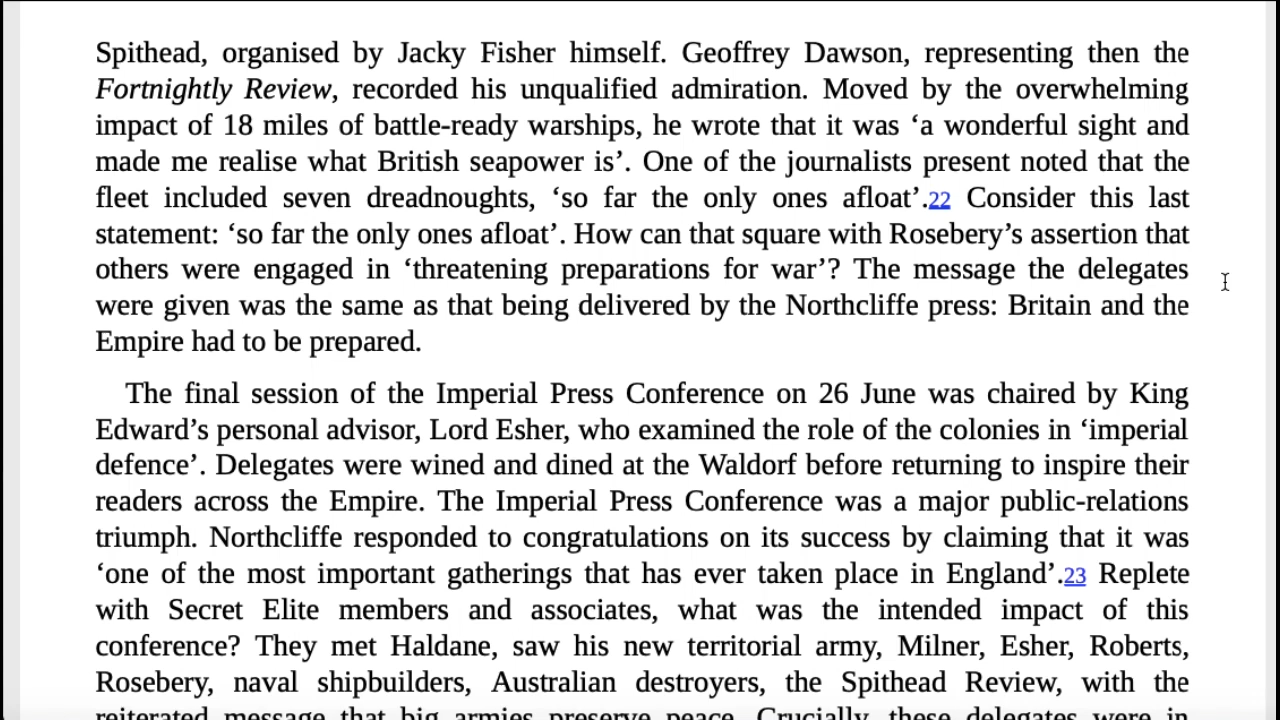 Spithead, organised by Jacky Fisher himself. Geoffrey Dawson, representing then the
Fortnightly Review, recorded his unqualified admiration. Moved by the overwhelming
impact of 18 miles of battle-ready warships, he wrote that it was ‘a wonderful sight and
made me realise what British seapower is’. One of the journalists present noted that the
fleet included seven dreadnoughts, ‘so far the only ones afloat’.22 Consider this last
statement: ‘so far the only ones afloat’. How can that square with Rosebery’s assertion that
others were engaged in ‘threatening preparations for war’? The message the delegates
were given was the same as that being delivered by the Northcliffe press: Britain and the
Empire had to be prepared.
The final session of the Imperial Press Conference on 26 June was chaired by King
Edward’s personal advisor, Lord Esher, who examined the role of the colonies in ‘imperial
defence’. Delegates were wined and dined at the Waldorf before returning to inspire their
readers across the Empire. The Imperial Press Conference was a major public-relations
triumph. Northcliffe responded to congratulations on its success by claiming that it was
‘one of the most important gatherings that has ever taken place in England’.23 Replete
with Secret Elite members and associates, what was the intended impact of this
conference? They met Haldane, saw his new territorial army, Milner, Esher, Roberts,
Rosebery, naval shipbuilders, Australian destroyers, the Spithead Review, with the
reiterated message that big armies preserve peace. Crucially, these delegates were in